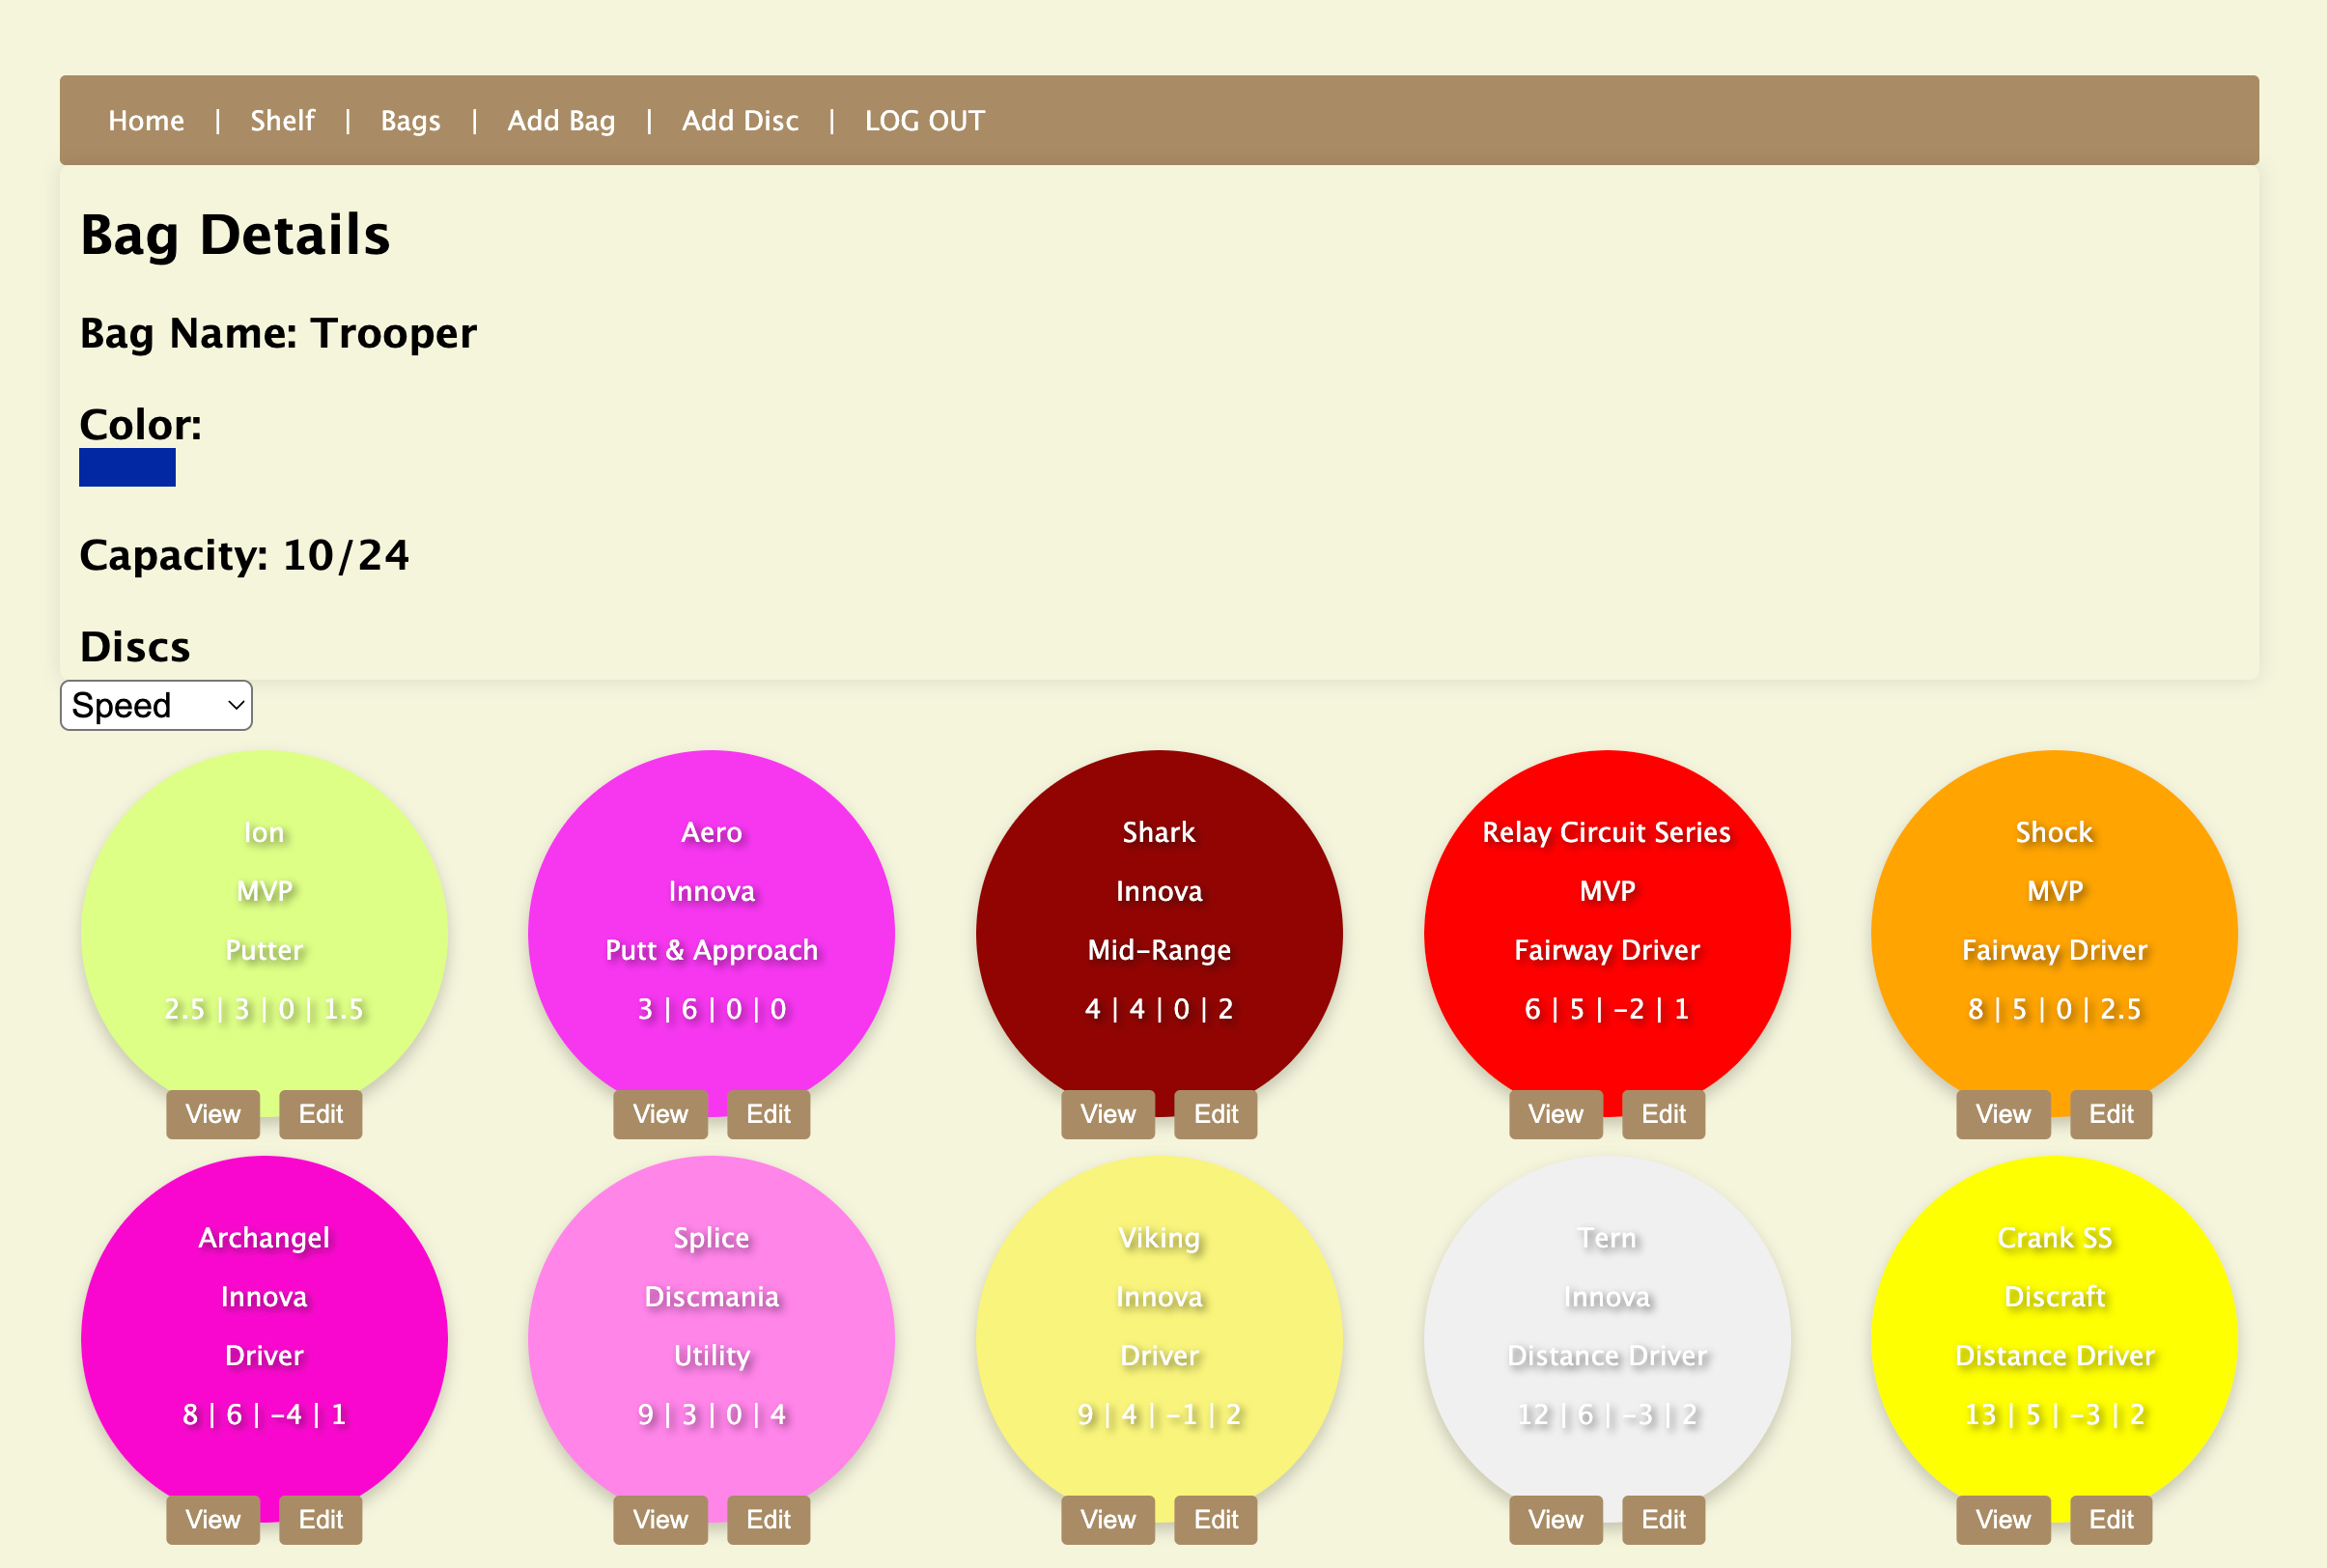 Home | Shelf | Bags | Add Bag | Add Disc | LOG OUT
Bag Details
Bag Name: Trooper
Color:
Capacity: 10/24
Discs
Speed
Ion
MVP
Putter
2.5 | 3 | 0 | 1.5
View Edit
Aero
Innova
Putt & Approach
3 | 6 | 0 | 0
View Edit
Shark
Innova
Mid-Range
4 | 4 | 0 | 2
View Edit
Relay Circuit Series
MVP
Fairway Driver
6 | 5 | -2 | 1
View Edit
Shock
MVP
Fairway Driver
8 | 5 | 0 | 2.5
View Edit
Archangel
Innova
Driver
8 | 6 | -4 | 1
View Edit
Splice
Discmania
Utility
9 | 3 | 0 | 4
View Edit
Viking
Innova
Driver
9 | 4 | -1 | 2
View Edit
Tern
Innova
Distance Driver
12 | 6 | -3 | 2
View Edit
Crank SS
Discraft
Distance Driver
13 | 5 | -3 | 2
View Edit